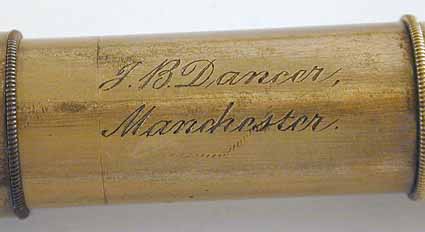 J. B. Dancer,
Manchester.